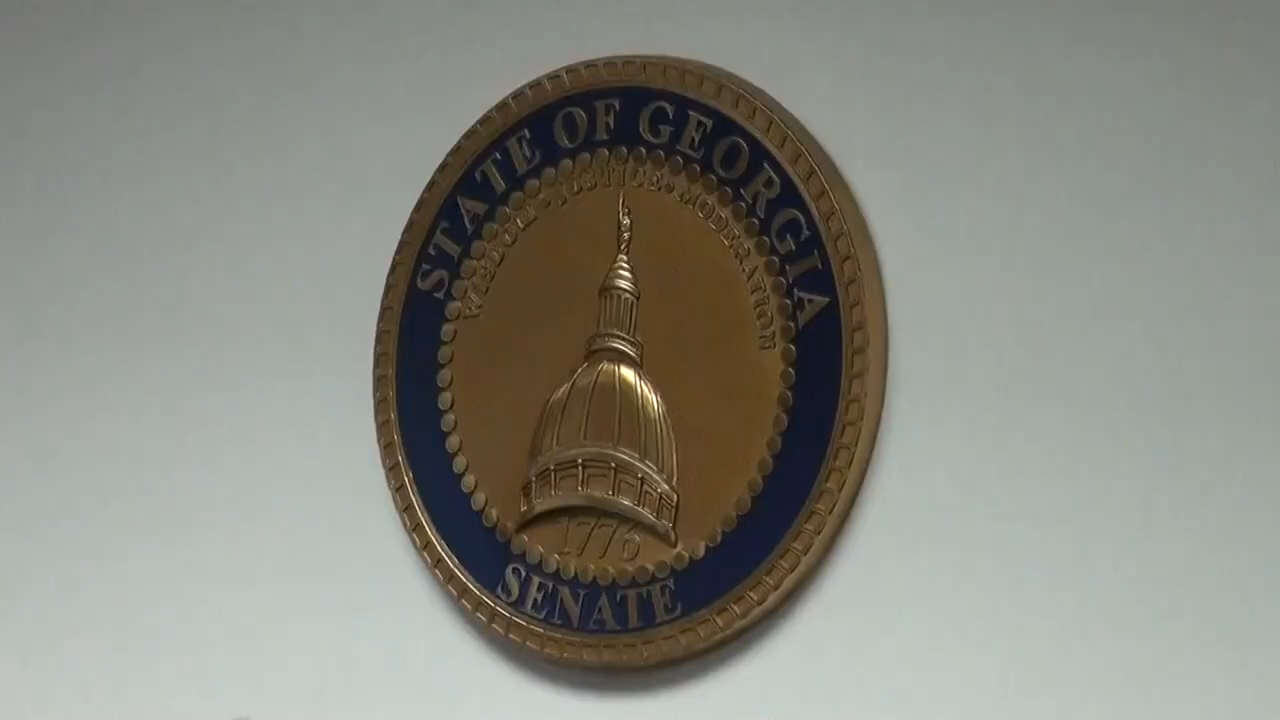 STATE OF GEORGIA
WISDOM · JUSTICE · MODERATION
1776
SENATE